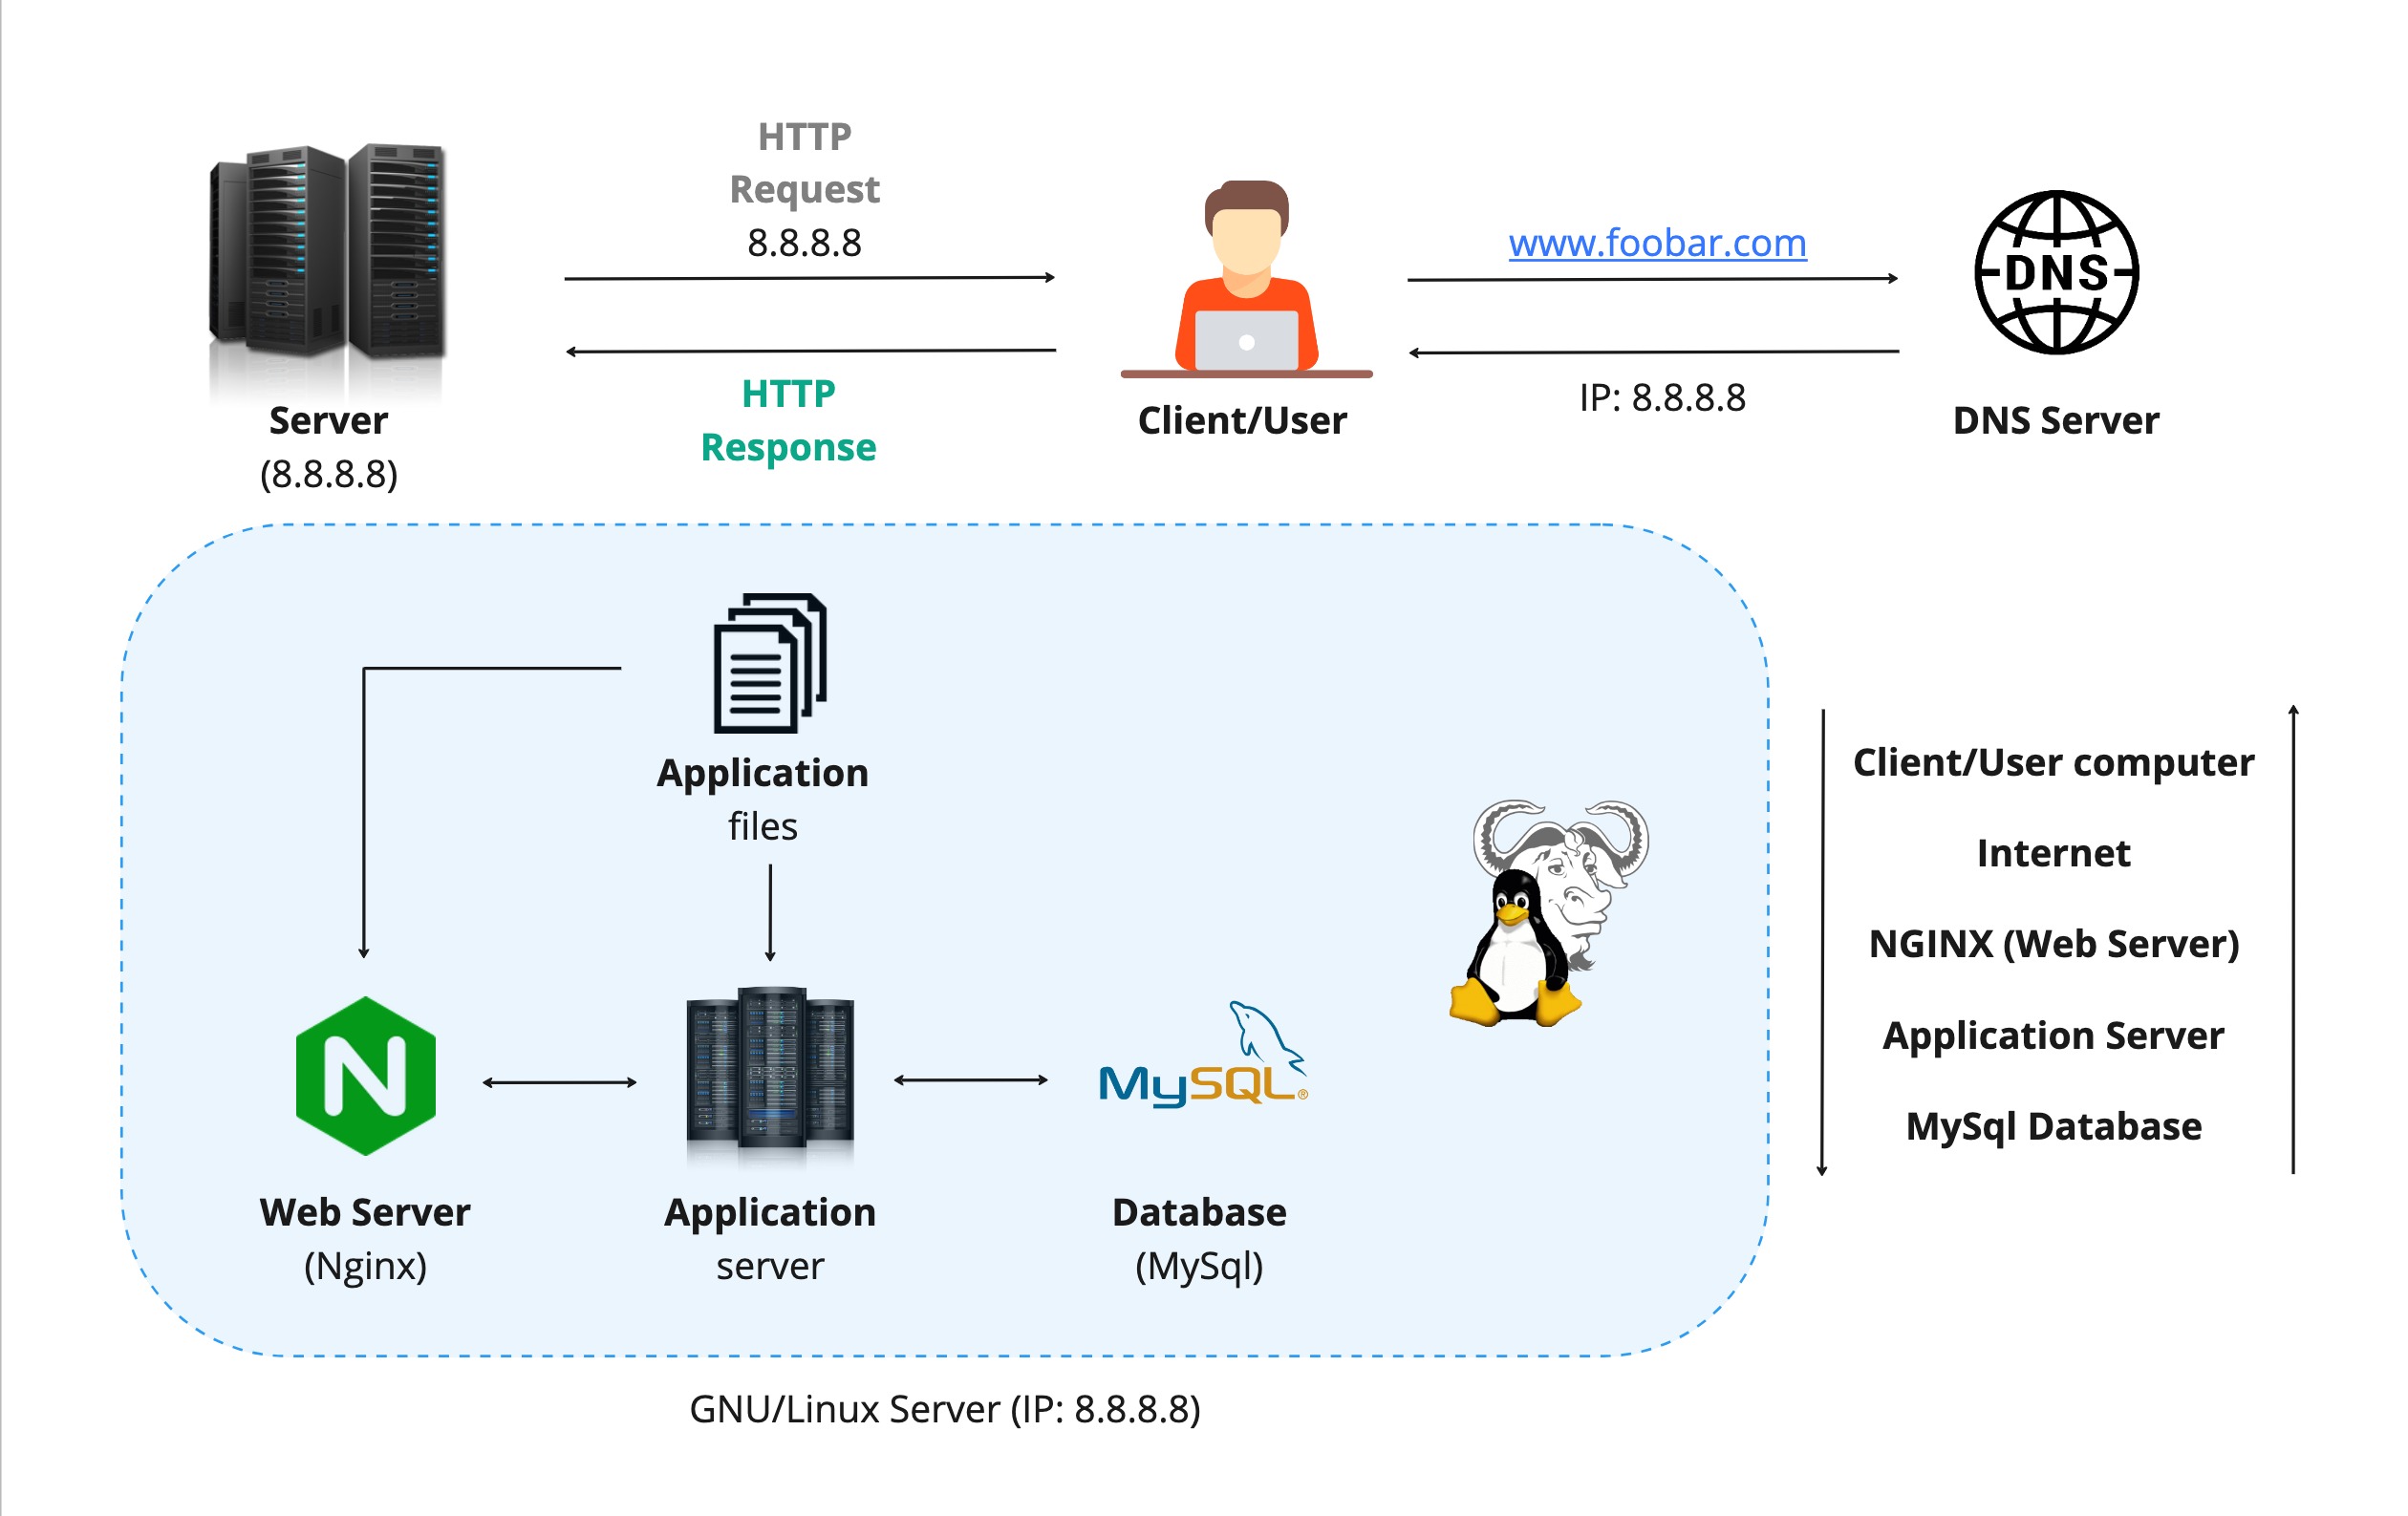 HTTP
Request
8.8.8.8
www.foobar.com
DNS
HTTP
Response
IP: 8.8.8.8
Server
(8.8.8.8)
Client/User
DNS Server
Application
files
Client/User computer
Internet
NGINX (Web Server)
Application Server
MySql Database
N
MySQL®
Web Server
(Nginx)
Application
server
Database
(MySql)
GNU/Linux Server (IP: 8.8.8.8)